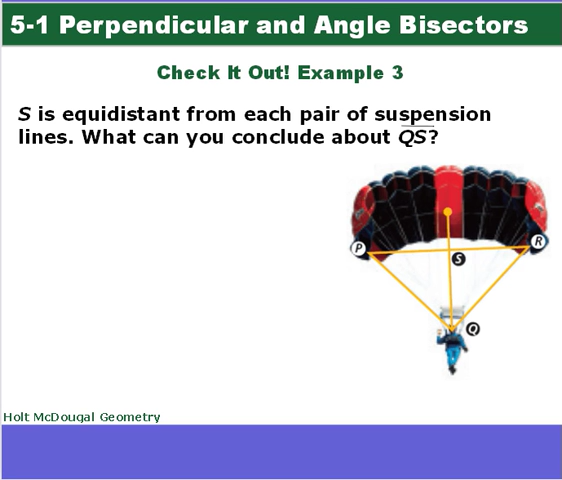 5-1 Perpendicular and Angle Bisectors
Check It Out! Example 3
S is equidistant from each pair of suspension
lines. What can you conclude about QS?
P
R
S
Q
Holt McDougal Geometry